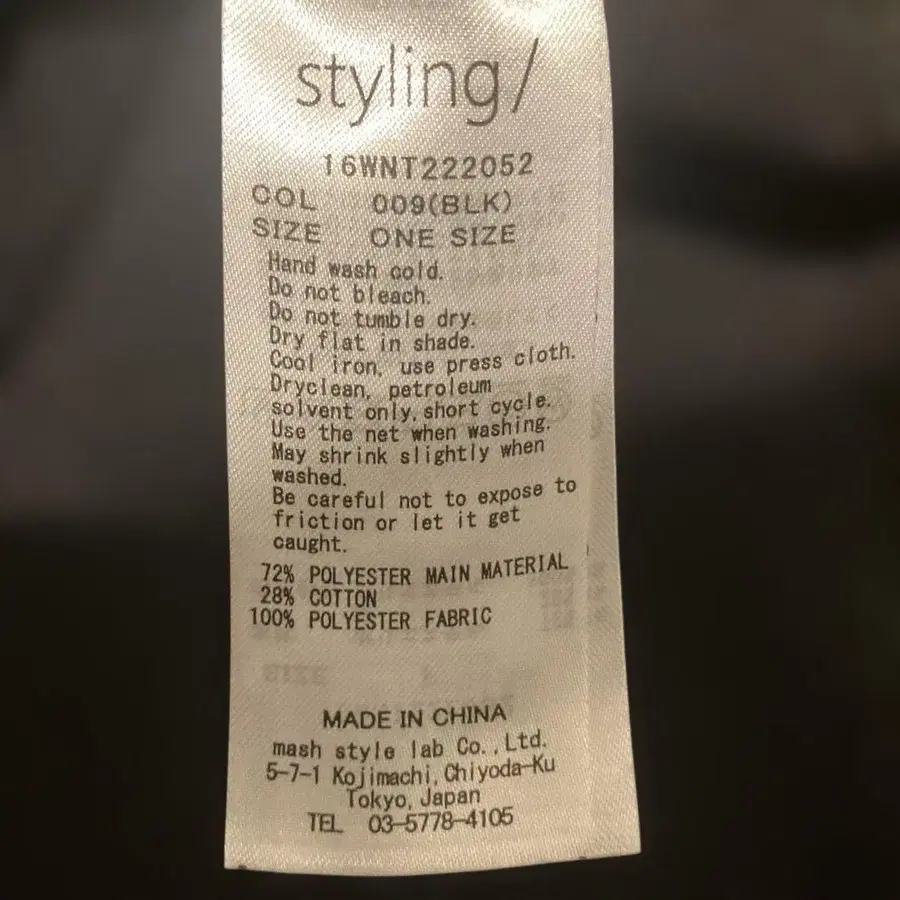 styling/
16WNT222052
COL 009(BLK)
SIZE ONE SIZE
Hand wash cold.
Do not bleach.
Do not tumble dry.
Dry flat in shade.
Cool iron, use press cloth.
Dryclean, petroleum
solvent only, short cycle.
Use the net when washing.
May shrink slightly when
washed.
Be careful not to expose to
friction or let it get
caught.
72% POLYESTER MAIN MATERIAL
28% COTTON
100% POLYESTER FABRIC
MADE IN CHINA
mash style lab Co., Ltd.
5-7-1 Kojimachi, Chiyoda-Ku
Tokyo, Japan
TEL 03-5778-4105